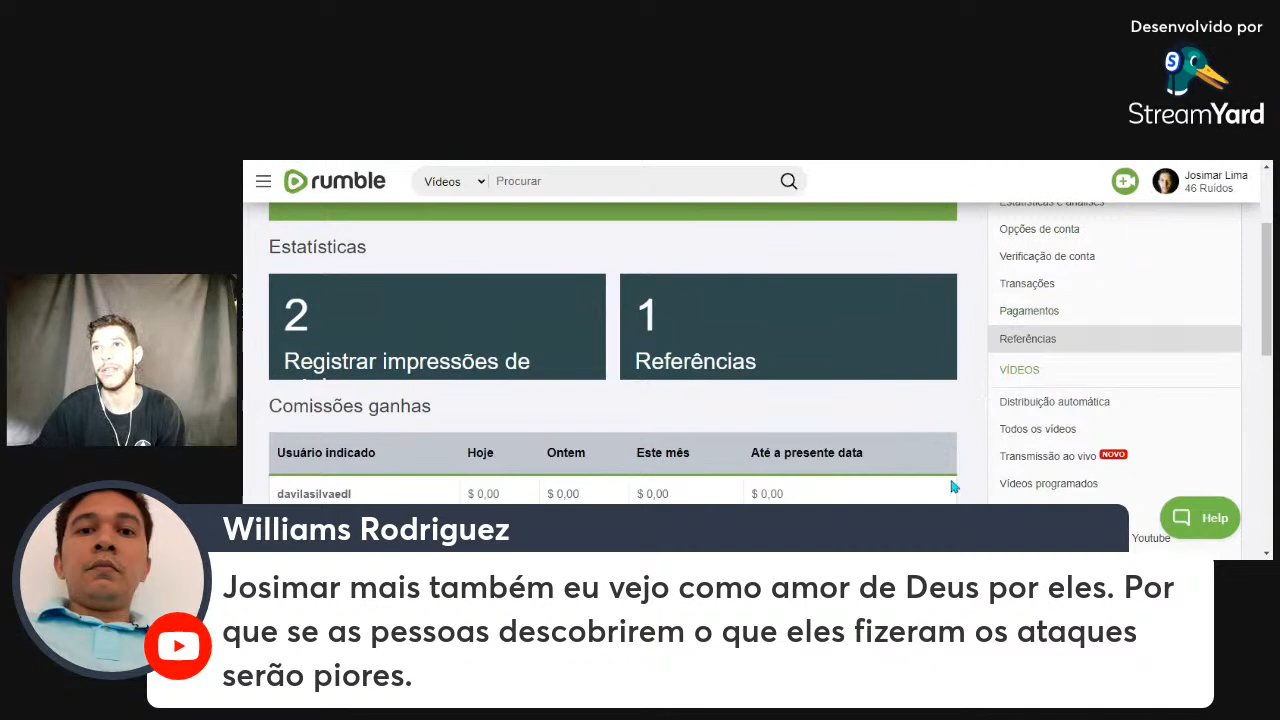 Desenvolvido por
StreamYard
rumble
Vídeos
Procurar
Josimar Lima
46 Ruídos
Estatísticas
2
Registrar impressões de
1
Referências
Comissões ganhas
Usuário indicado Hoje Ontem Este mês Até a presente data
davilasilvaedl $ 0,00 $ 0,00 $ 0,00 $ 0,00
Estatísticas e análises
Opções de conta
Verificação de conta
Transações
Pagamentos
Referências
VÍDEOS
Distribuição automática
Todos os vídeos
Transmissão ao vivo NOVO
Vídeos programados
Youtube
Help
Williams Rodriguez
Josimar mais também eu vejo como amor de Deus por eles. Por
que se as pessoas descobrirem o que eles fizeram os ataques
serão piores.